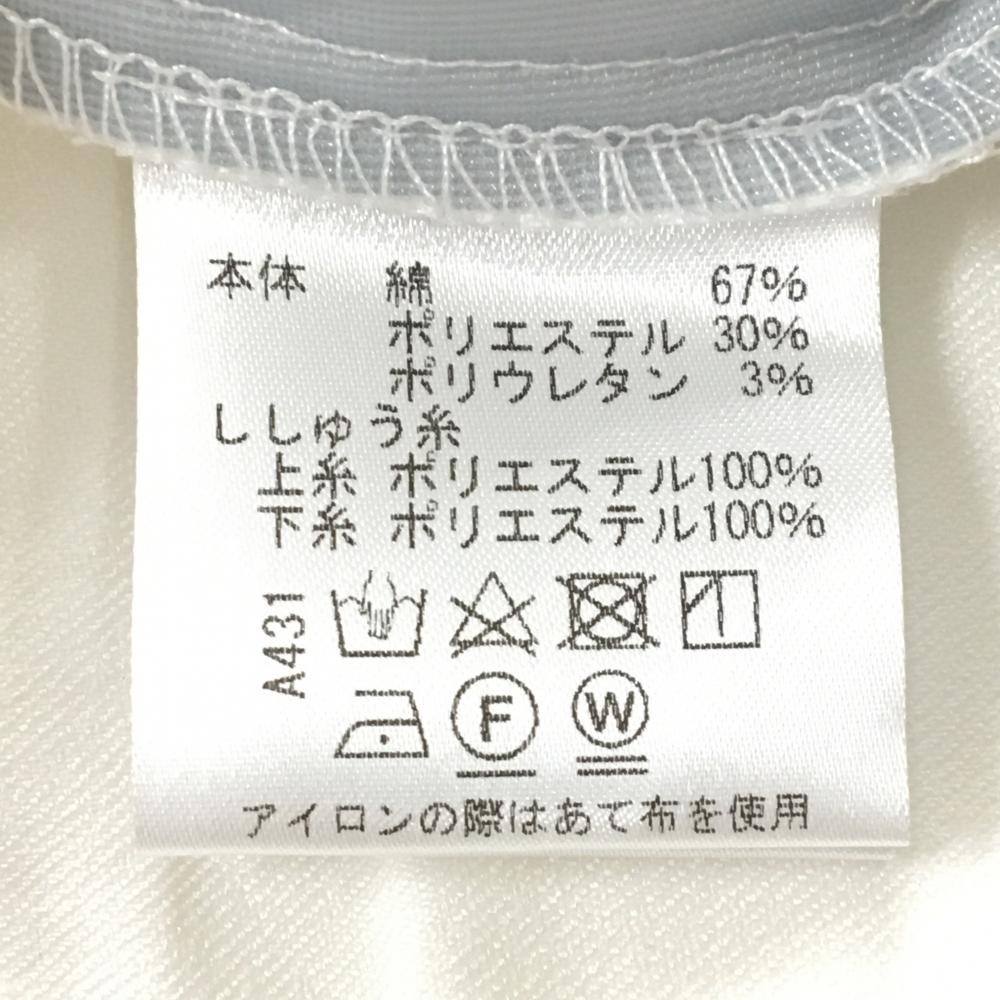 本体 綿 67%
ポリエステル 30%
ポリウレタン 3%
ししゅう糸
上糸 ポリエステル100%
下糸 ポリエステル100%
A431
F W
アイロンの際はあて布を使用